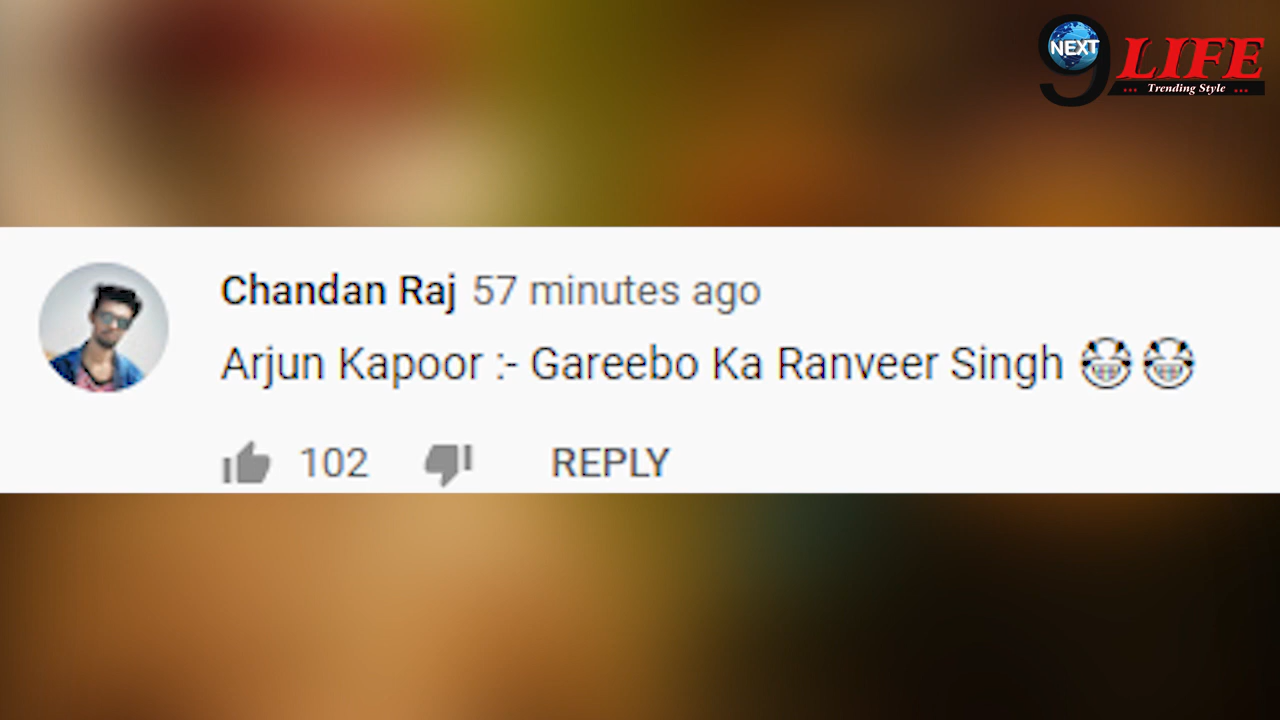 NEXT
9 LIFE
... Trending Style ...
Chandan Raj 57 minutes ago
Arjun Kapoor :- Gareebo Ka Ranveer Singh 😂😂
102 REPLY